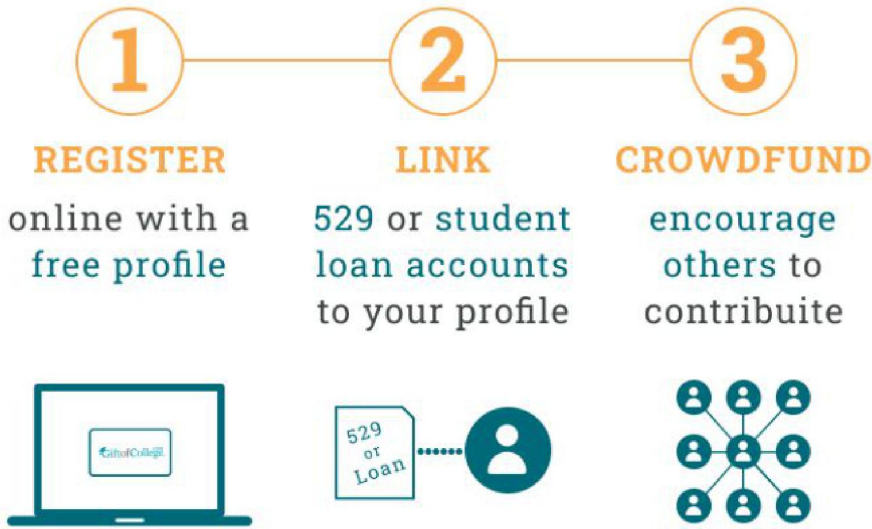 1
2
3
REGISTER
online with a
free profile
LINK
529 or student
loan accounts
to your profile
CROWDFUND
encourage
others to
contribuite
GiftofCollege
529
or
Loan